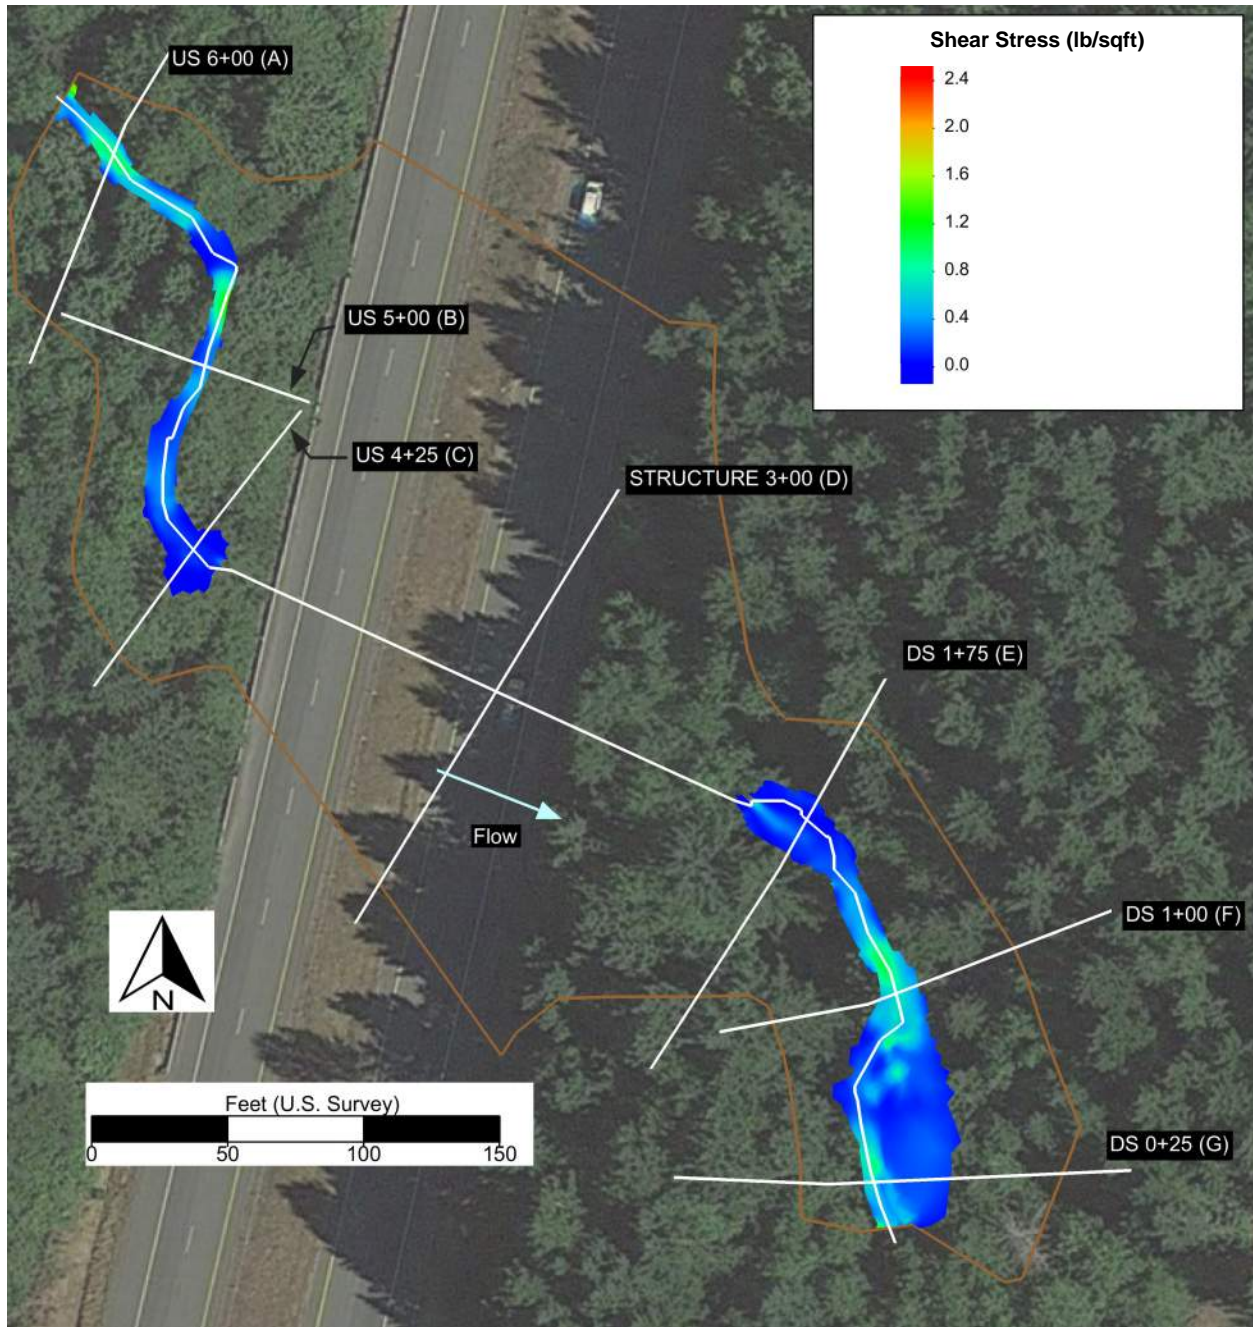 US 6+00 (A)
Shear Stress (lb/sqft)
2.4
2.0
1.6
1.2
0.8
0.4
0.0
US 5+00 (B)
US 4+25 (C)
STRUCTURE 3+00 (D)
DS 1+75 (E)
Flow
DS 1+00 (F)
N
Feet (U.S. Survey)
0 50 100 150
DS 0+25 (G)